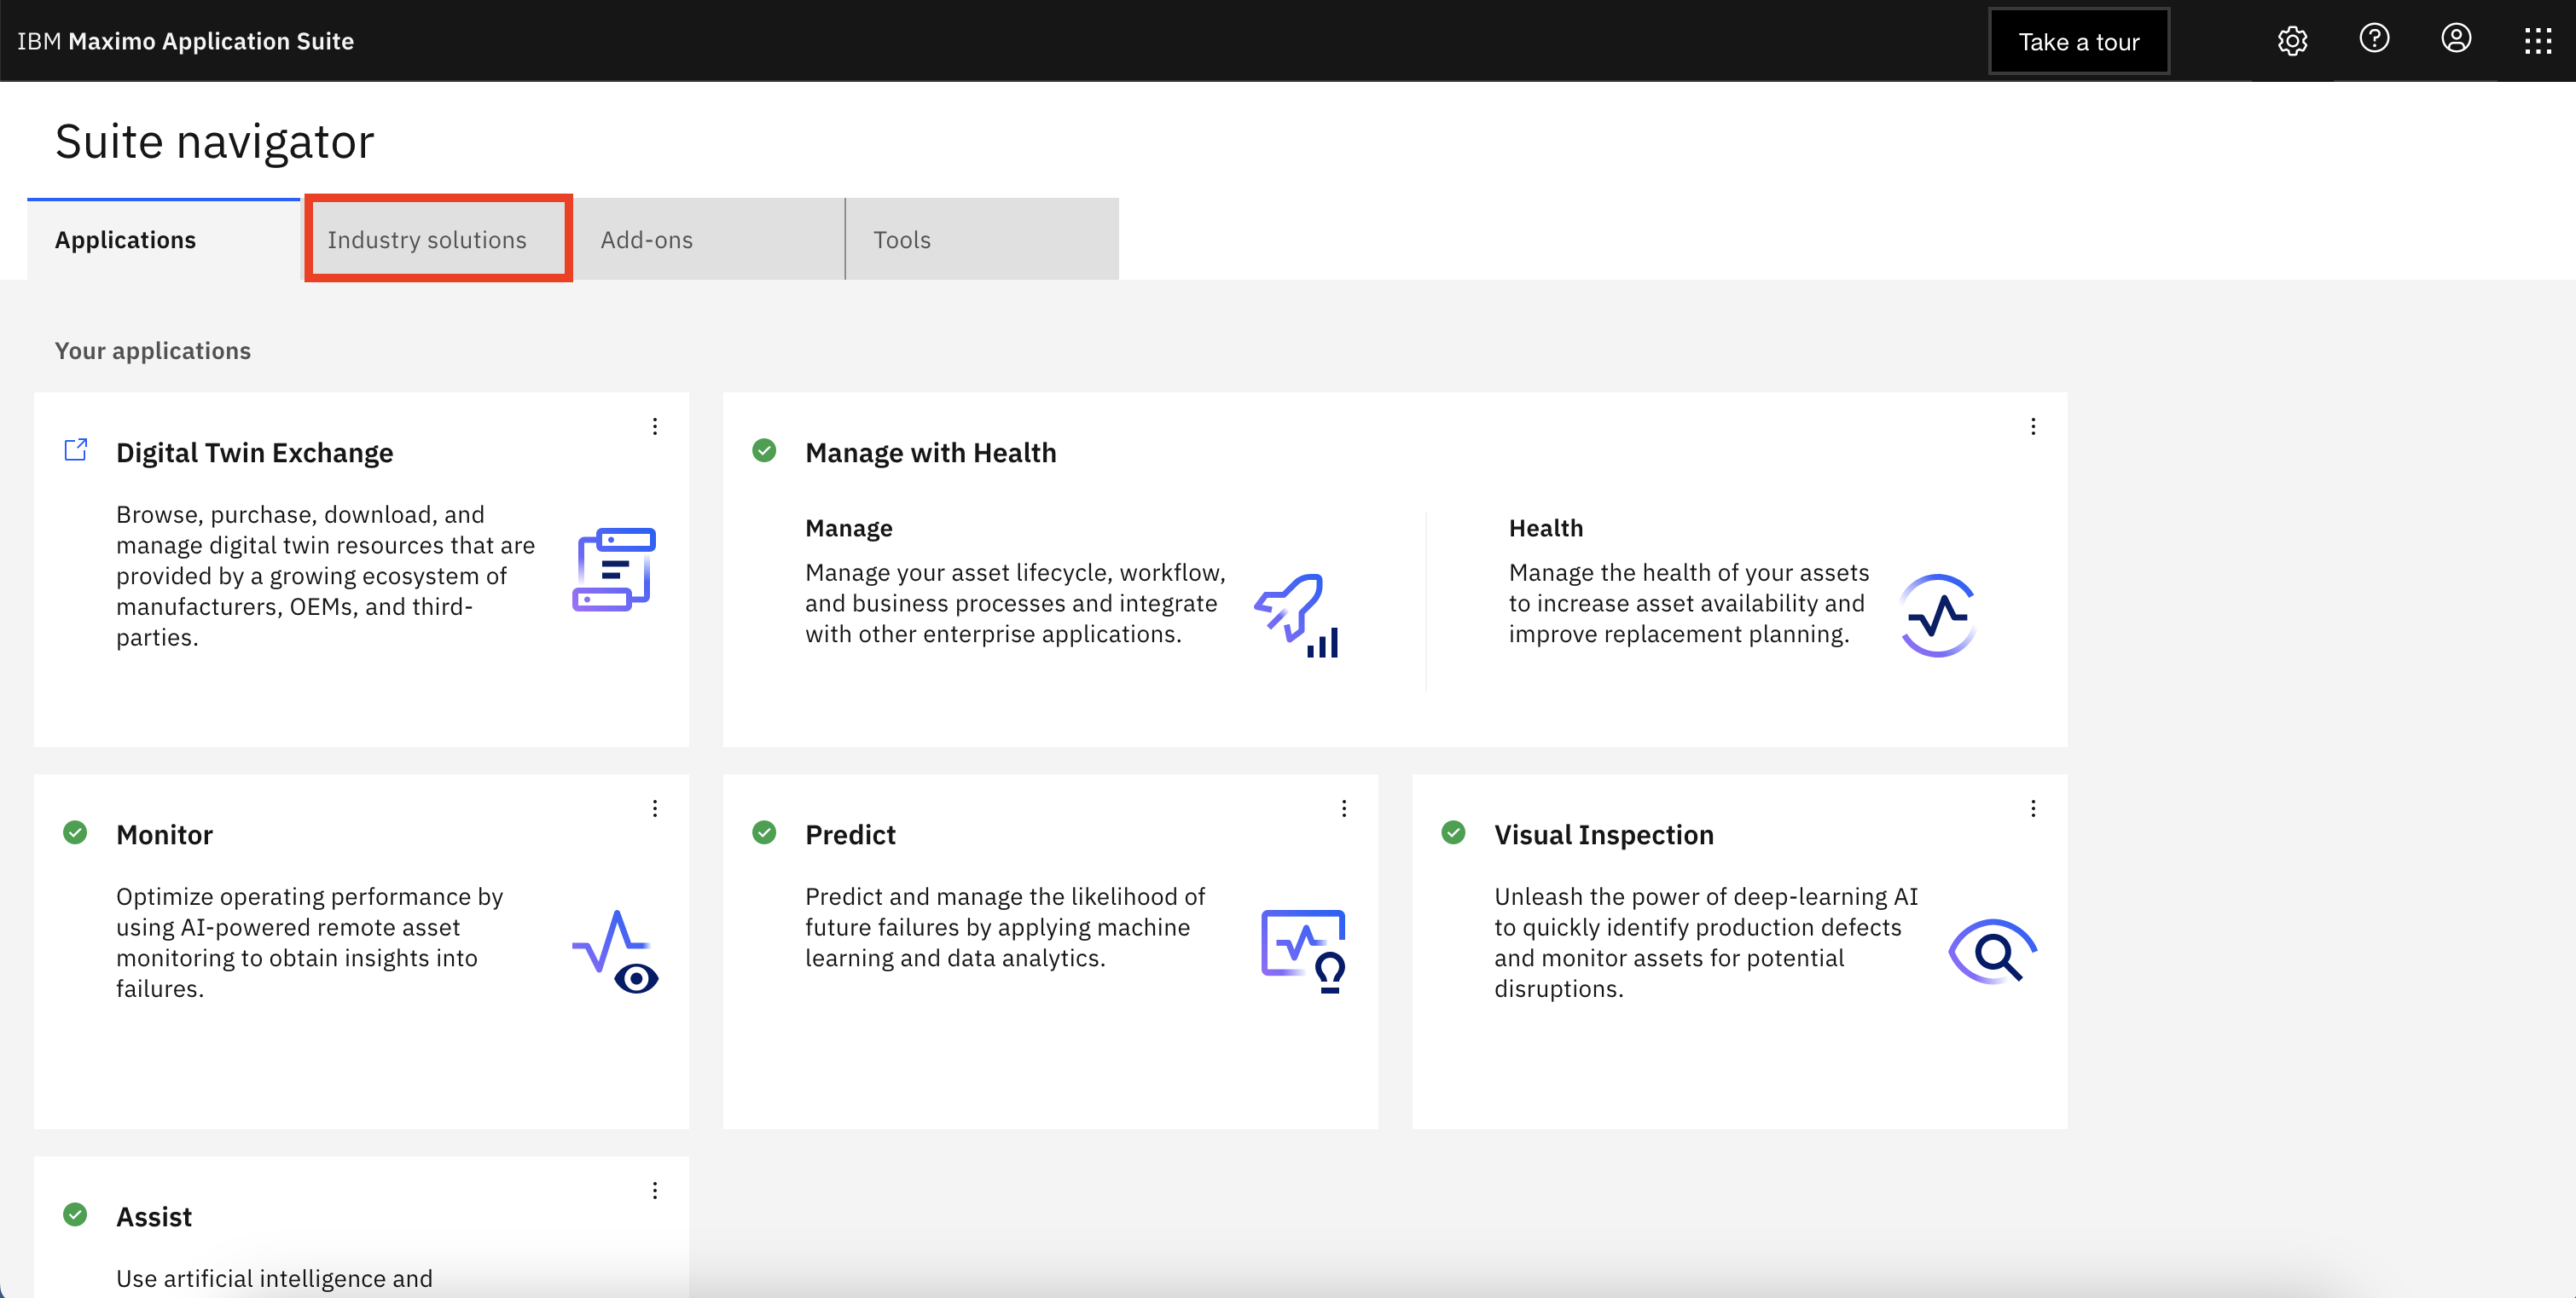 IBM Maximo Application Suite
Take a tour
Suite navigator
Applications
Industry solutions
Add-ons
Tools
Your applications
Digital Twin Exchange
Browse, purchase, download, and
manage digital twin resources that are
provided by a growing ecosystem of
manufacturers, OEMs, and third-
parties.
Manage with Health
Manage
Manage your asset lifecycle, workflow,
and business processes and integrate
with other enterprise applications.
Health
Manage the health of your assets
to increase asset availability and
improve replacement planning.
Monitor
Optimize operating performance by
using AI-powered remote asset
monitoring to obtain insights into
failures.
Predict
Predict and manage the likelihood of
future failures by applying machine
learning and data analytics.
Visual Inspection
Unleash the power of deep-learning AI
to quickly identify production defects
and monitor assets for potential
disruptions.
Assist
Use artificial intelligence and